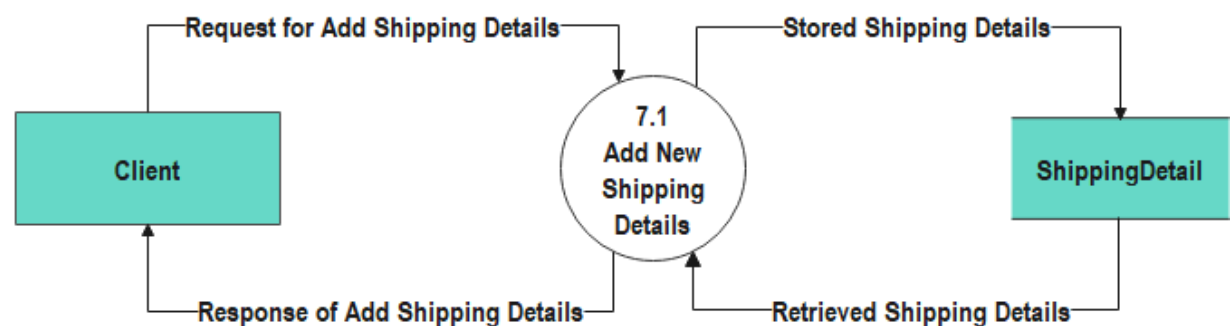 Request for Add Shipping Details
Stored Shipping Details
Client
7.1
Add New
Shipping
Details
ShippingDetail
Response of Add Shipping Details
Retrieved Shipping Details